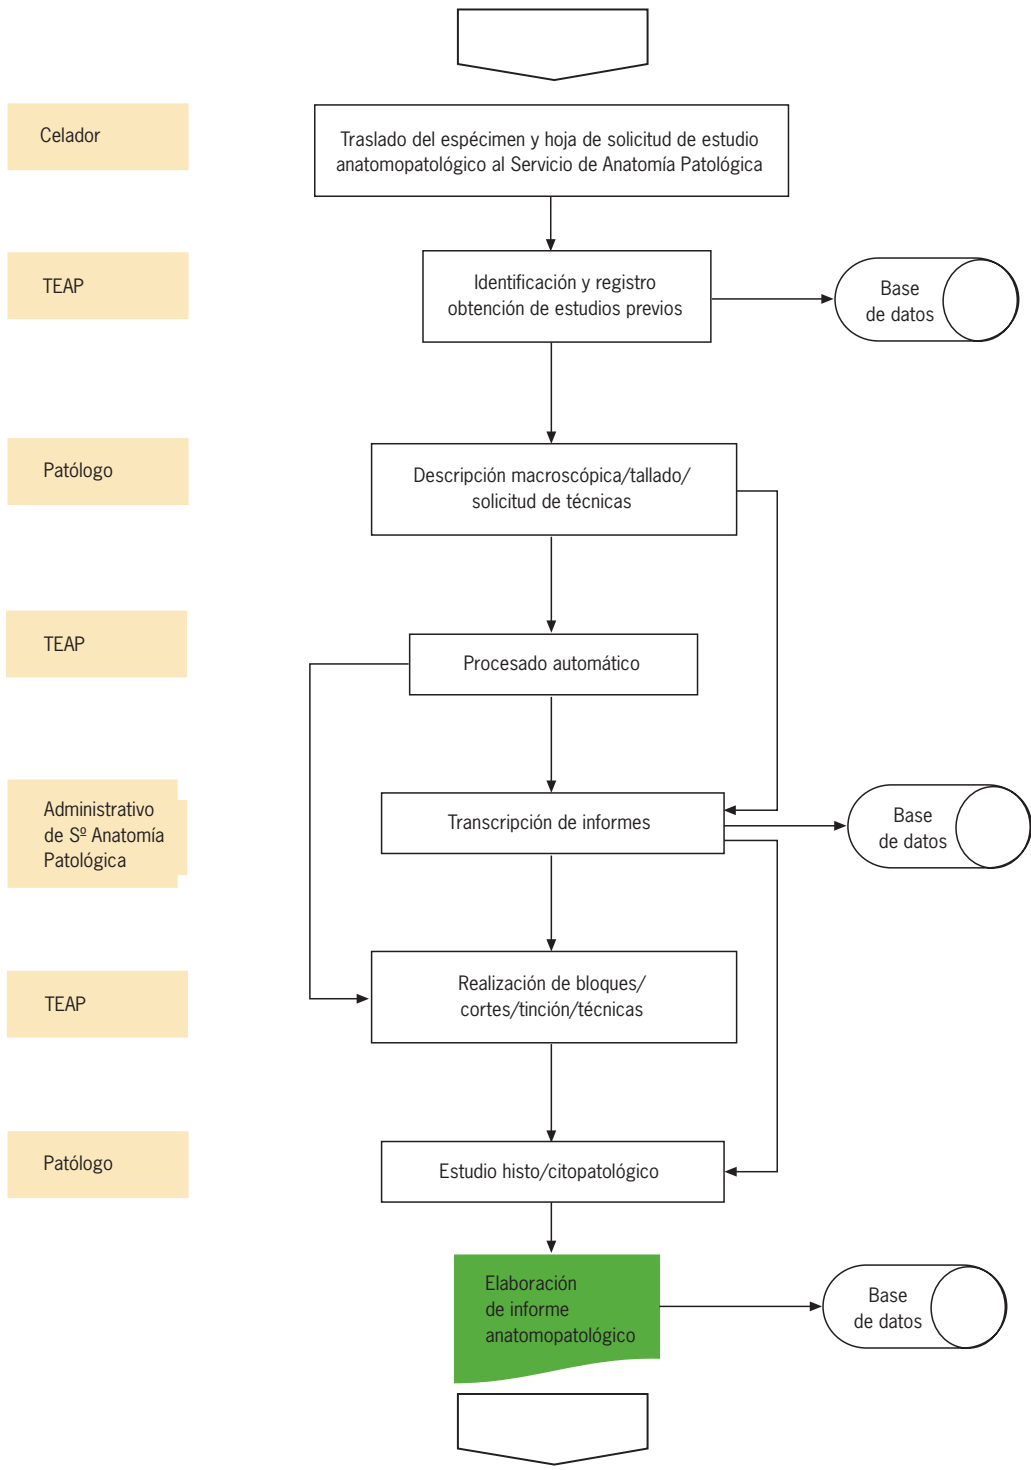 Celador
Traslado del espécimen y hoja de solicitud de estudio
anatomopatológico al Servicio de Anatomía Patológica
TEAP
Identificación y registro
obtención de estudios previos
Base
de datos
Patólogo
Descripción macroscópica/tallado/
solicitud de técnicas
TEAP
Procesado automático
Administrativo
de Sº Anatomía
Patológica
Transcripción de informes
Base
de datos
TEAP
Realización de bloques/
cortes/tinción/técnicas
Patólogo
Estudio histo/citopatológico
Elaboración
de informe
anatomopatológico
Base
de datos